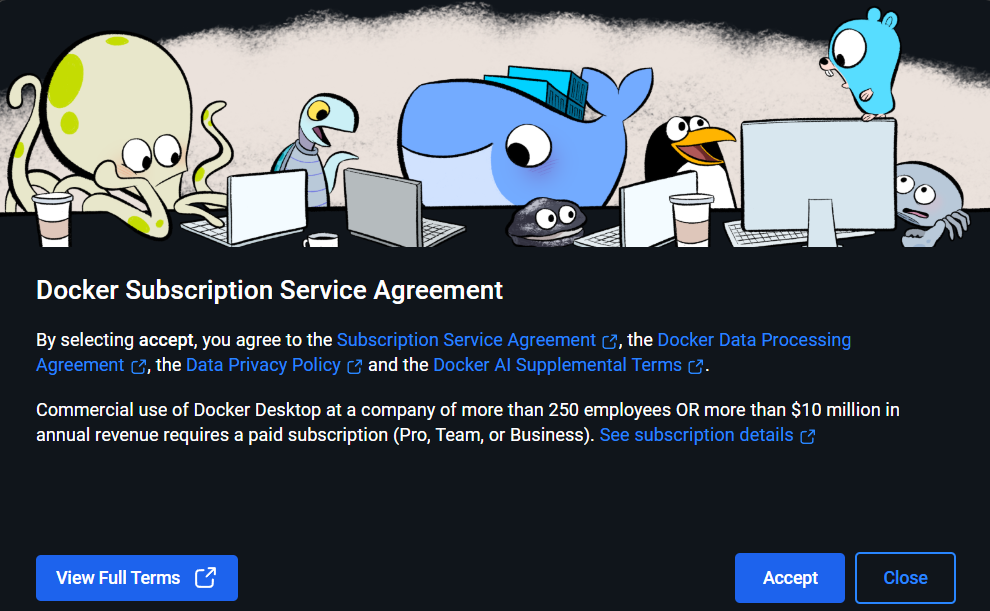 Docker Subscription Service Agreement
By selecting accept, you agree to the Subscription Service Agreement, the Docker Data Processing
Agreement, the Data Privacy Policy and the Docker AI Supplemental Terms.
Commercial use of Docker Desktop at a company of more than 250 employees OR more than $10 million in
annual revenue requires a paid subscription (Pro, Team, or Business). See subscription details
View Full Terms
Accept
Close